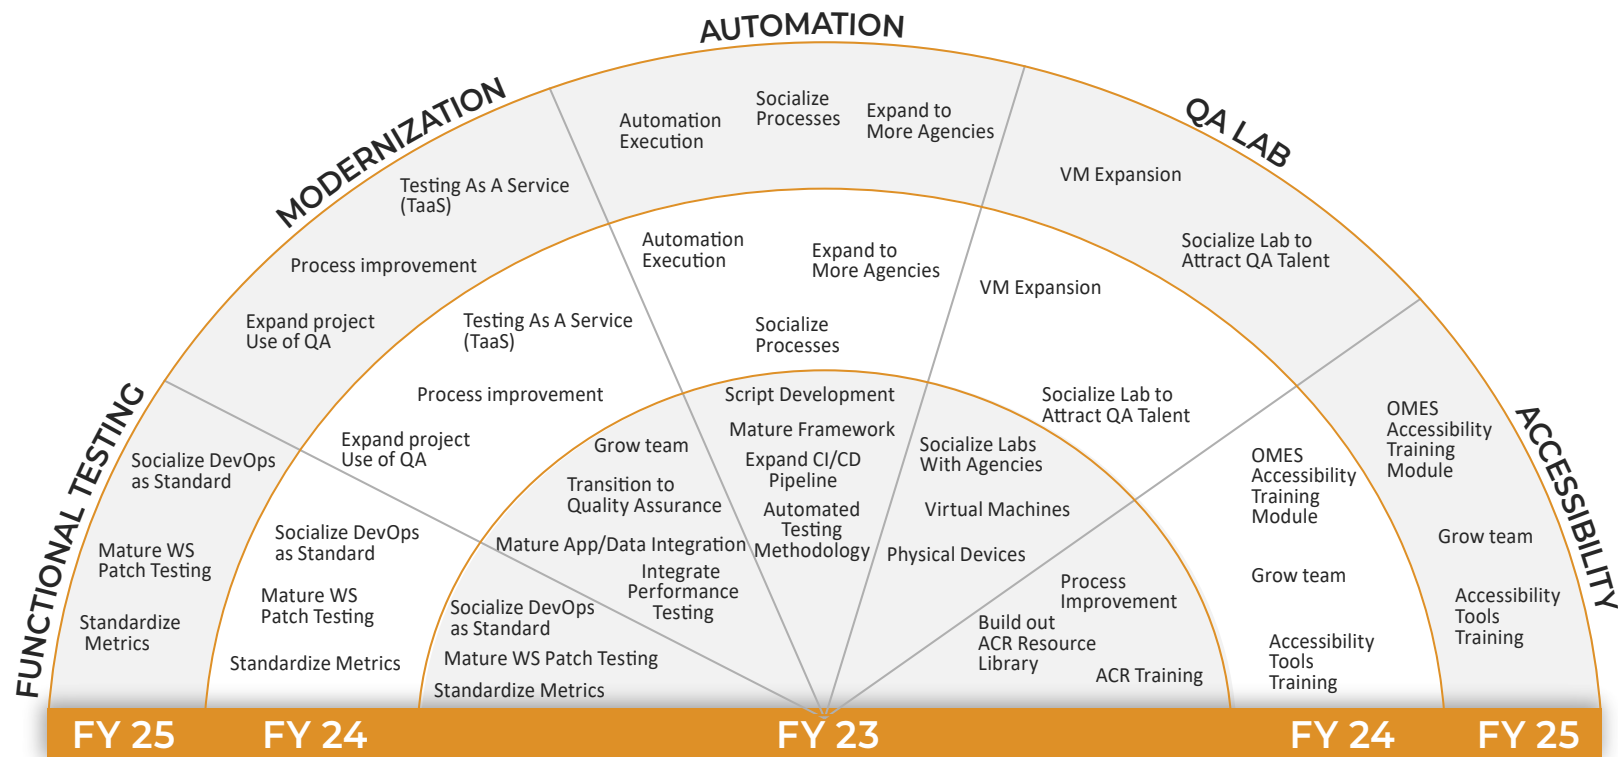 AUTOMATION
MODERNIZATION
QA LAB
FUNCTIONAL TESTING
ACCESSIBILITY
Socialize DevOps
as Standard
Mature WS
Patch Testing
Standardize
Metrics
Testing As A Service
(TaaS)
Process improvement
Expand project
Use of QA
Automation
Execution
Socialize
Processes
Expand to
More Agencies
VM Expansion
Socialize Lab to
Attract QA Talent
OMES
Accessibility
Training
Module
Grow team
Accessibility
Tools
Training
Socialize DevOps
as Standard
Mature WS
Patch Testing
Standardize Metrics
Testing As A Service
(TaaS)
Process improvement
Expand project
Use of QA
Automation
Execution
Expand to
More Agencies
Socialize
Processes
VM Expansion
Socialize Lab to
Attract QA Talent
OMES
Accessibility
Training
Module
Grow team
Accessibility
Tools
Training
Socialize DevOps
as Standard
Mature WS Patch Testing
Standardize Metrics
Grow team
Transition to
Quality Assurance
Mature App/Data Integration
Integrate
Performance
Testing
Script Development
Mature Framework
Expand CI/CD
Pipeline
Automated
Testing
Methodology
Socialize Labs
With Agencies
Virtual Machines
Physical Devices
Process
Improvement
Build out
ACR Resource
Library
ACR Training
FY 25
FY 24
FY 23
FY 24
FY 25